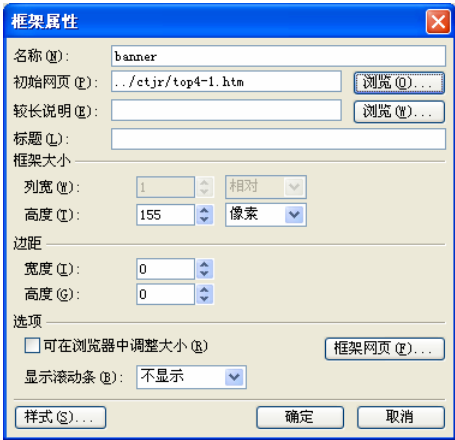 框架属性
名称(N): banner
初始网页(P): ../ctjr/top4-1.htm 浏览(O)...
较长说明(E): 浏览(W)...
标题(L):
框架大小
列宽(W): 1 相对
高度(T): 155 像素
边距
宽度(I): 0
高度(G): 0
选项
可在浏览器中调整大小(R) 框架网页(F)...
显示滚动条(B): 不显示
样式(S)... 确定 取消